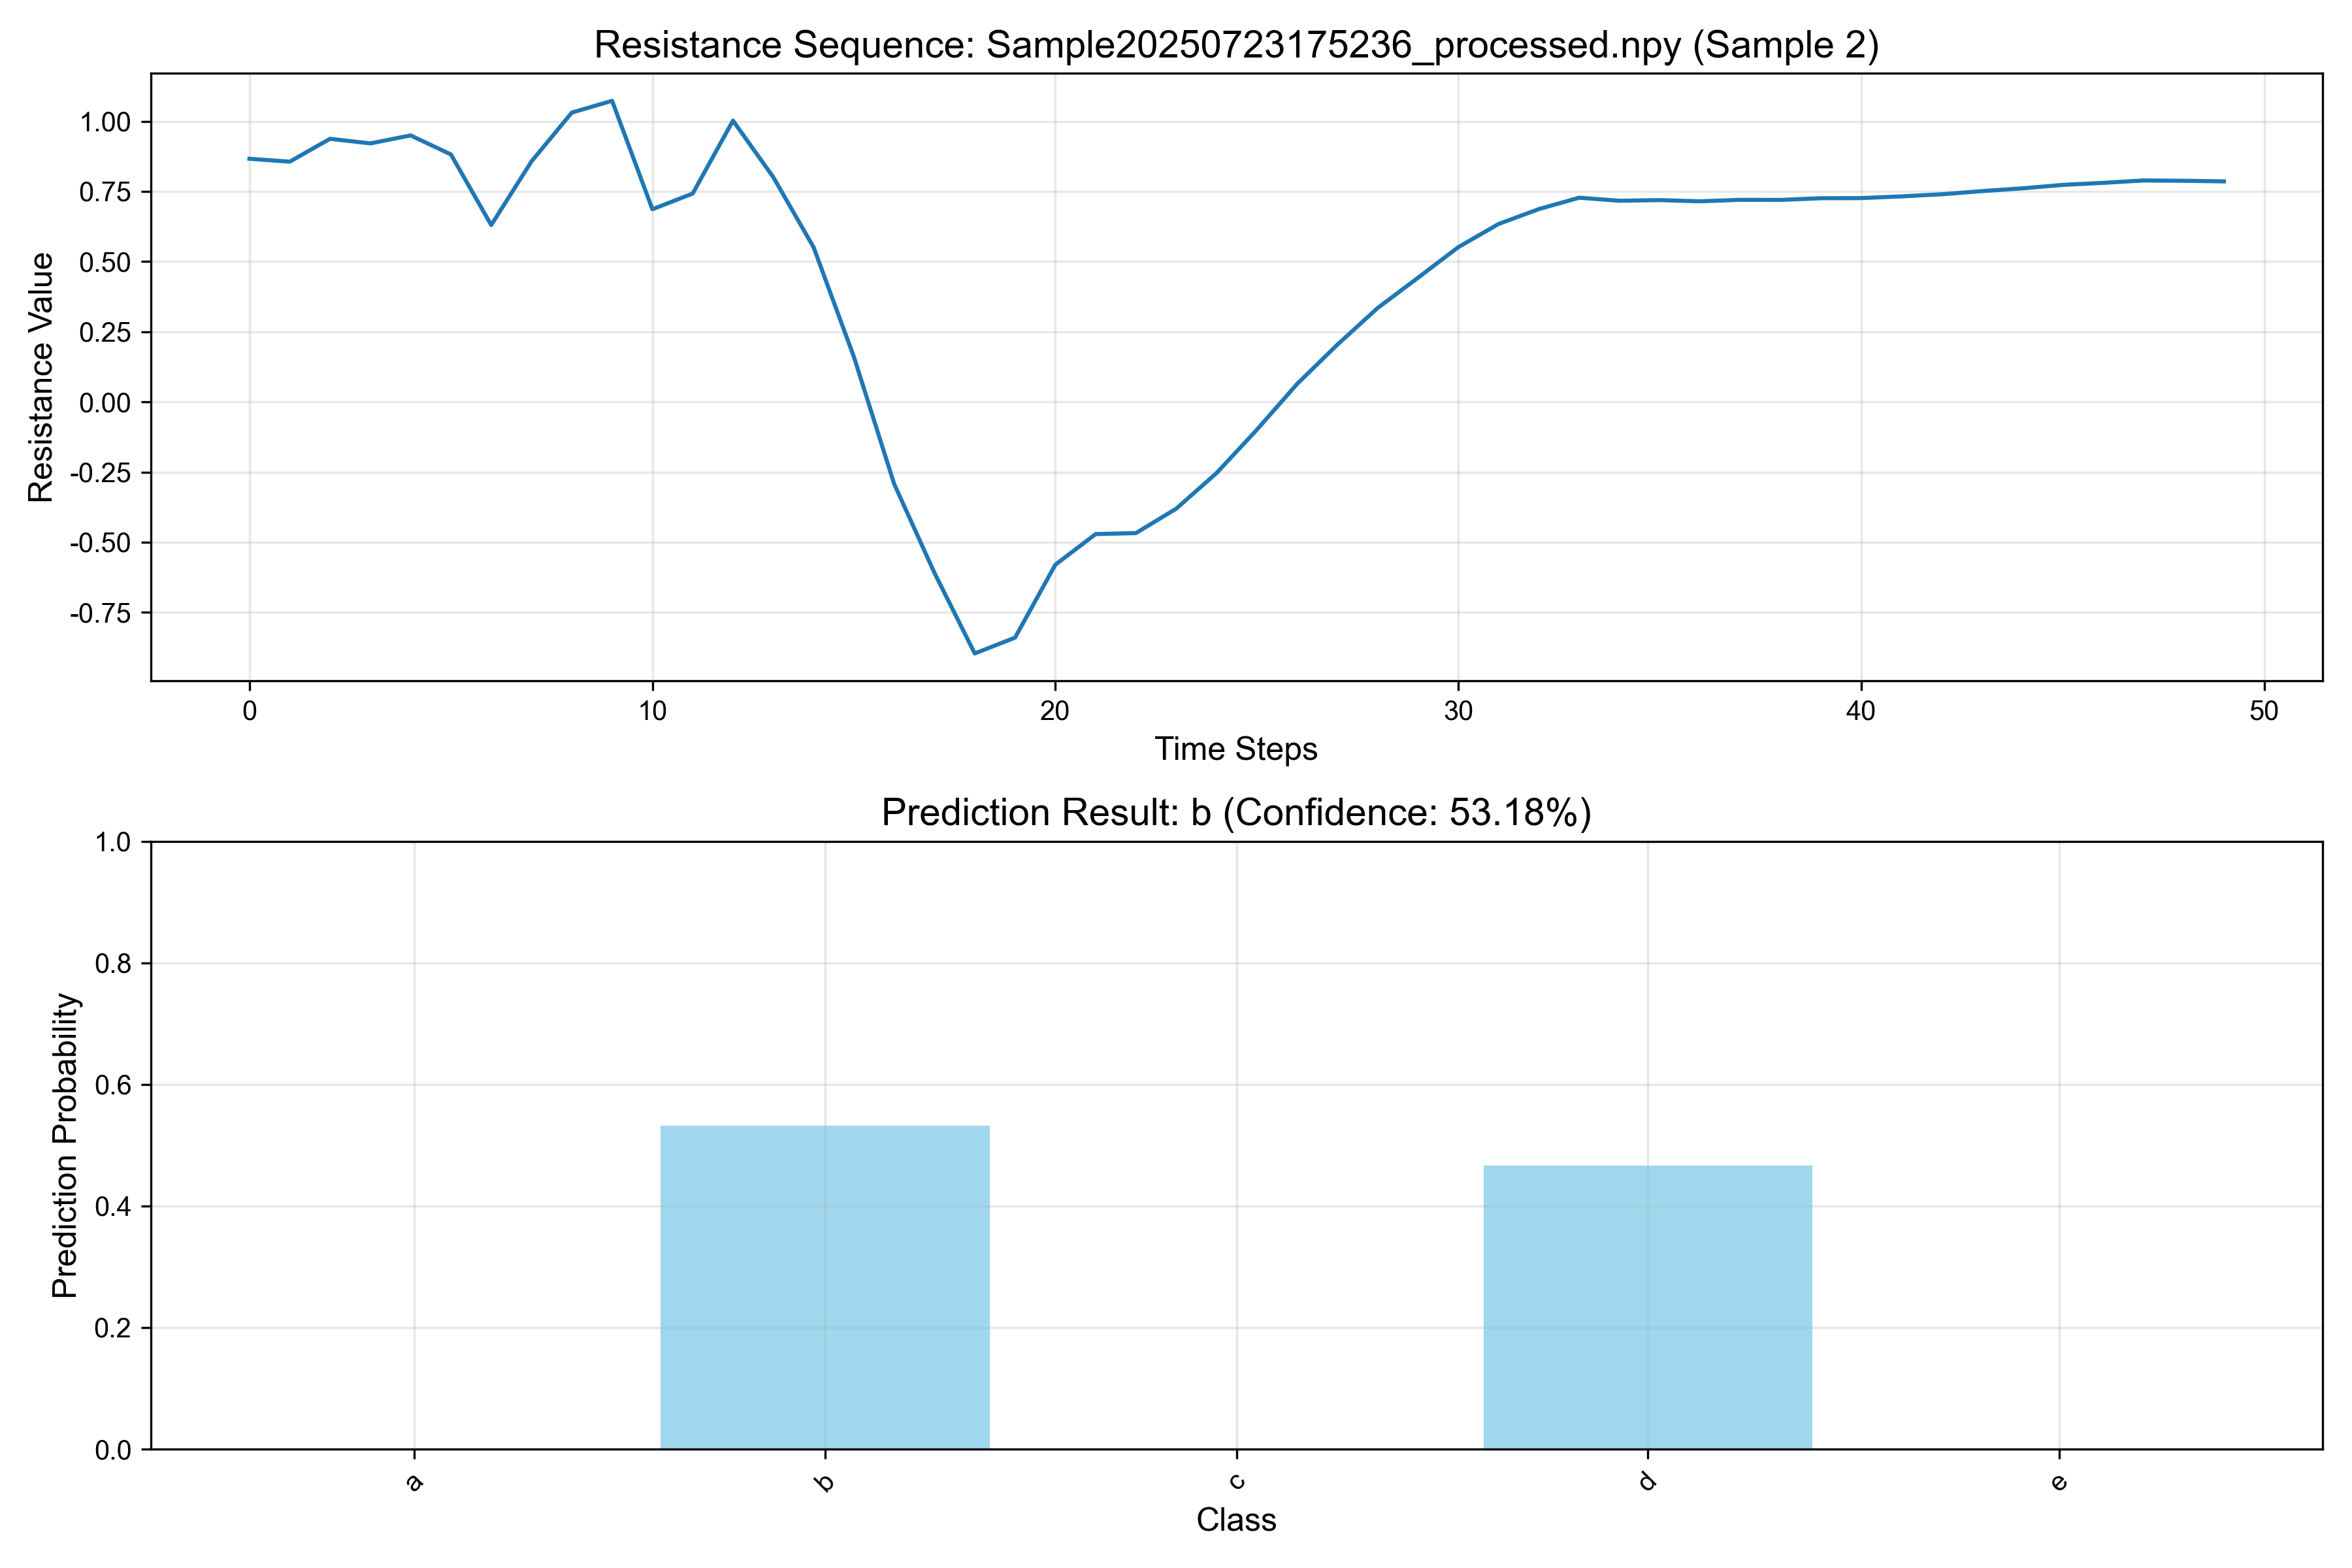 Resistance Sequence: Sample20250723175236_processed.npy (Sample 2)
Resistance Value
1.00
0.75
0.50
0.25
0.00
-0.25
-0.50
-0.75
0 10 20 30 40 50
Time Steps
Prediction Result: b (Confidence: 53.18%)
Prediction Probability
1.0
0.8
0.6
0.4
0.2
0.0
a b c d e
Class